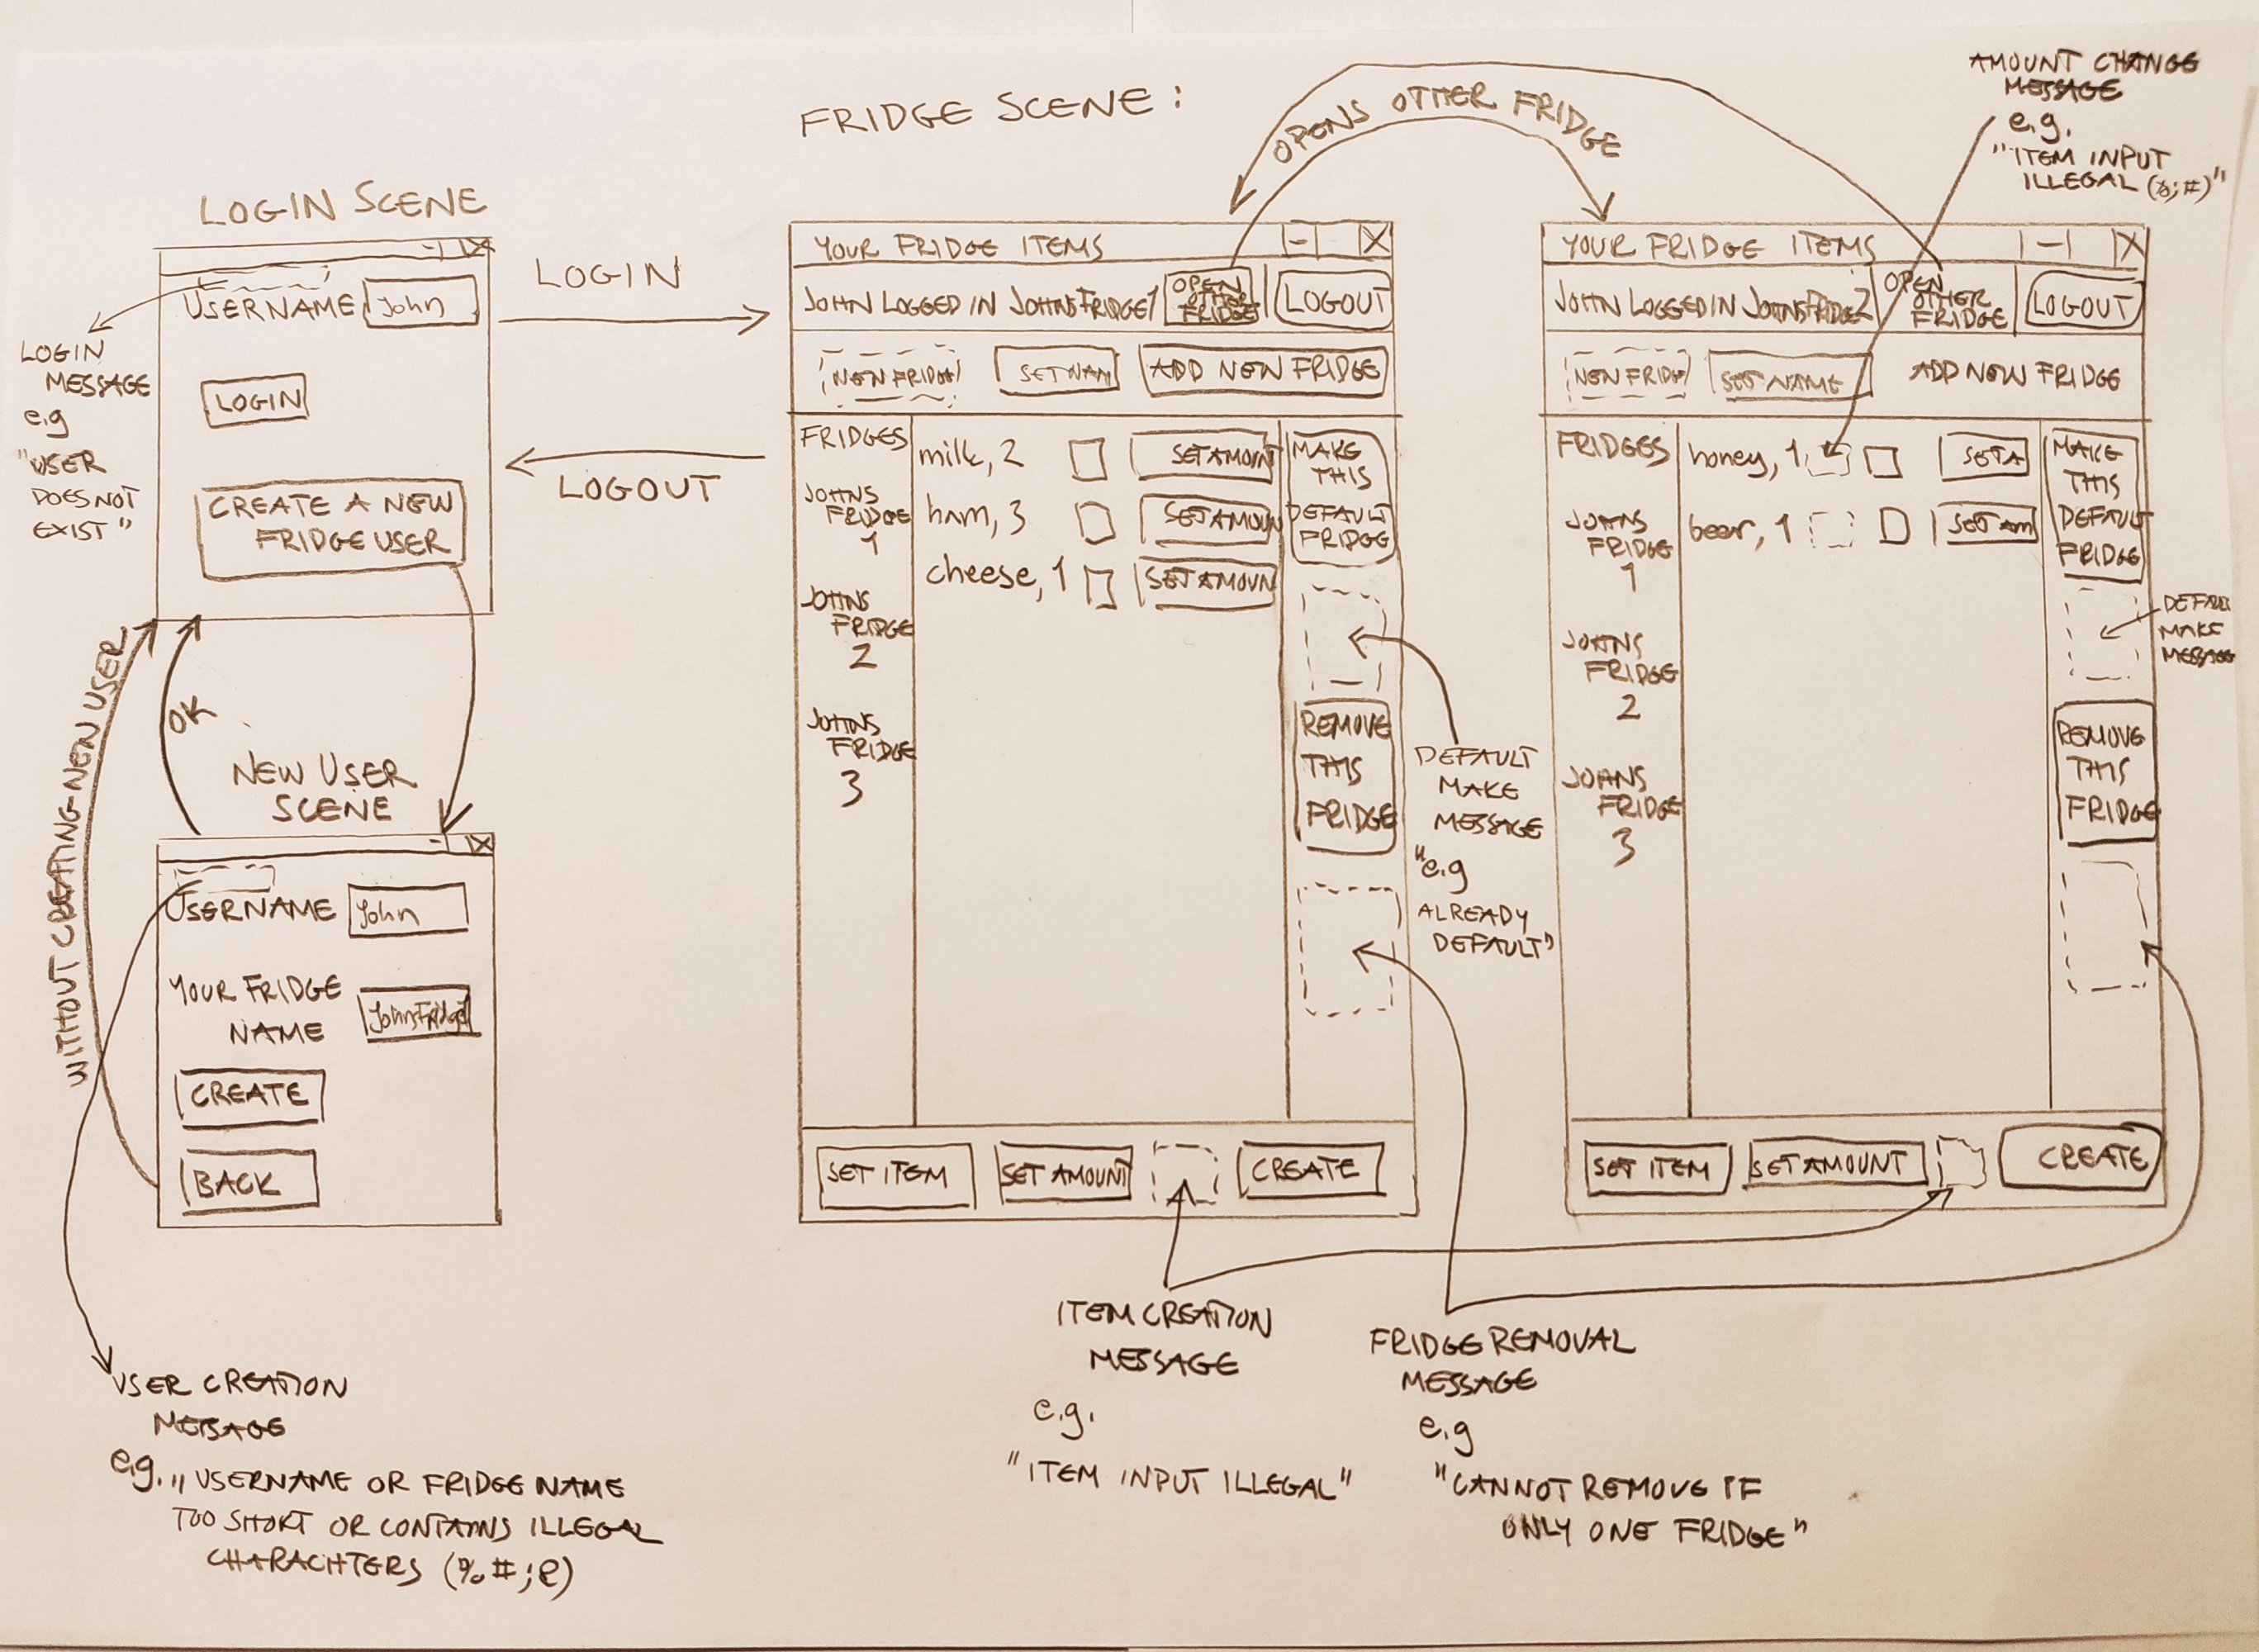 FRIDGE SCENE:
OPENS OTHER FRIDGE
AMOUNT CHANGE
MESSAGE
e.g.
"ITEM INPUT
ILLEGAL (%;#)"
LOGIN SCENE
USERNAME John
LOGIN
CREATE A NEW
FRIDGE USER
LOGIN
MESSAGE
e.g
"USER
DOES NOT
EXIST"
LOGIN
LOGOUT
OK
WITHOUT CREATING NEW USER
NEW USER
SCENE
USERNAME John
YOUR FRIDGE
NAME
JohnsFridge1
CREATE
BACK
USER CREATION
MESSAGE
e.g. "USERNAME OR FRIDGE NAME
TOO SHORT OR CONTAINS ILLEGAL
CHARACHTERS (%#;@)
YOUR FRIDGE ITEMS
JOHN LOGGED IN JOHNSFRIDGE1
OPEN
OTHER
FRIDGE
LOGOUT
NEW FRIDGE
SET NAM
ADD NEW FRIDGE
FRIDGES
JOHNS
FRIDGE
1
JOHNS
FRIDGE
2
JOHNS
FRIDGE
3
milk, 2
SET AMOUNT
ham, 3
SET AMOUN
cheese, 1
SET AMOUN
MAKE
THIS
DEFAULT
FRIDGE
REMOVE
THIS
FRIDGE
SET ITEM
SET AMOUNT
CREATE
DEFAULT
MAKE
MESSAGE
"e.g
ALREADY
DEFAULT"
YOUR FRIDGE ITEMS
JOHN LOGGED IN JOHNSFRIDGE2
OPEN
OTHER
FRIDGE
LOGOUT
NEW FRIDG
SET NAME
ADD NEW FRIDGE
FRIDGES
JOHNS
FRIDGE
1
JOHNS
FRIDGE
2
JOHNS
FRIDGE
3
honey, 1
SET A
beer, 1
SET AM
MAKE
THIS
DEFAULT
FRIDGE
REMOVE
THIS
FRIDGE
DEFAULT
MAKE
MESSAGE
SET ITEM
SET AMOUNT
CREATE
ITEM CREATION
MESSAGE
e.g.
"ITEM INPUT ILLEGAL"
FRIDGE REMOVAL
MESSAGE
e.g
"CANNOT REMOVE IF
ONLY ONE FRIDGE"